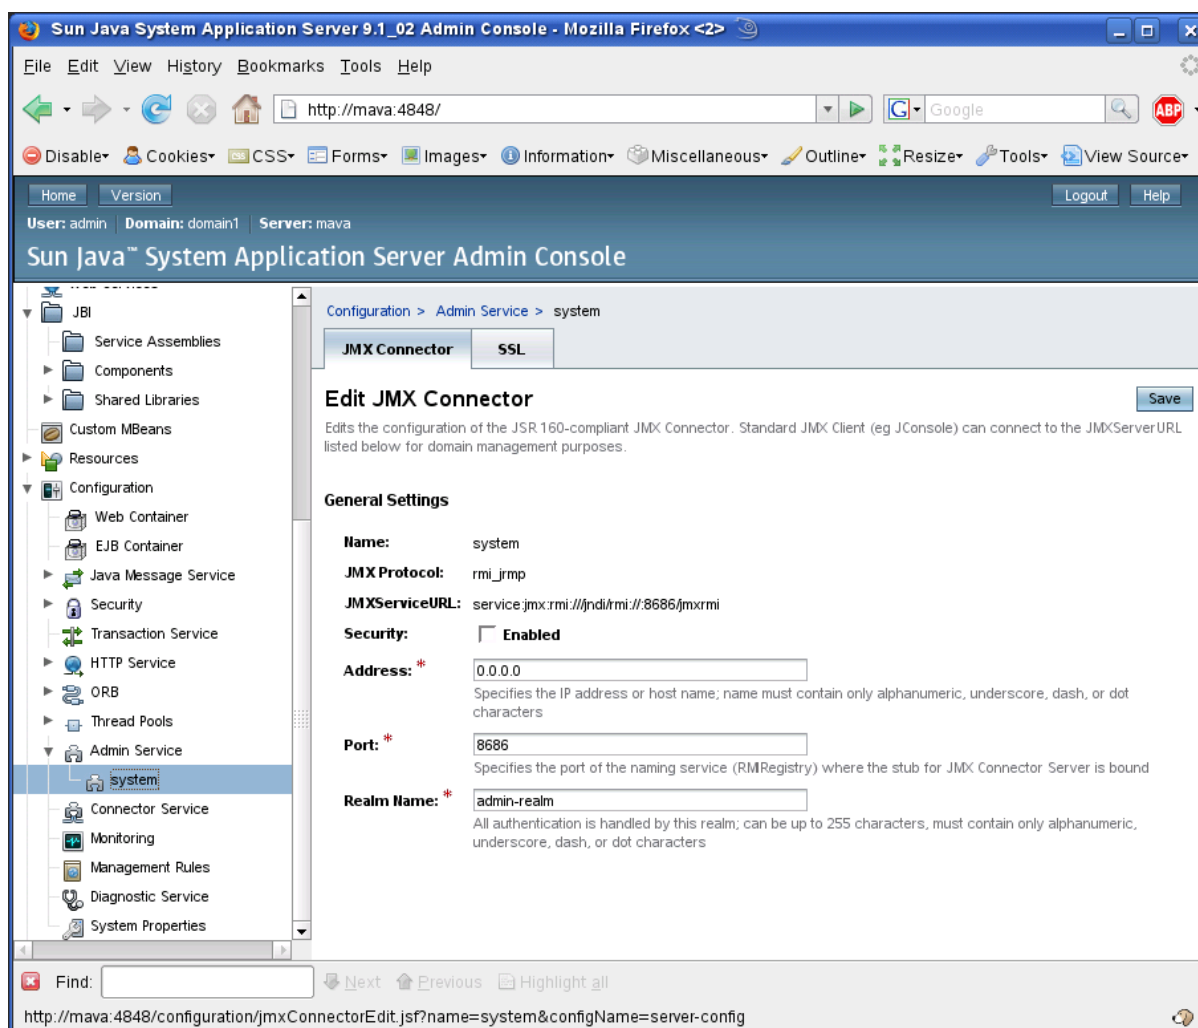 Sun Java System Application Server 9.1_02 Admin Console - Mozilla Firefox <2>
File Edit View History Bookmarks Tools Help
http://mava:4848/
G Google
ABP
Disable Cookies CSS Forms Images Information Miscellaneous Outline Resize Tools View Source
Home Version Logout Help
User: admin Domain: domain1 Server: mava
Sun Java™ System Application Server Admin Console
Web Services
JBI
Service Assemblies
Components
Shared Libraries
Custom MBeans
Resources
Configuration
Web Container
EJB Container
Java Message Service
Security
Transaction Service
HTTP Service
ORB
Thread Pools
Admin Service
system
Connector Service
Monitoring
Management Rules
Diagnostic Service
System Properties
Configuration > Admin Service > system
JMX Connector SSL
Edit JMX Connector Save
Edits the configuration of the JSR 160-compliant JMX Connector. Standard JMX Client (eg JConsole) can connect to the JMXServerURL
listed below for domain management purposes.
General Settings
Name: system
JMX Protocol: rmi_jrmp
JMXServiceURL: service:jmx:rmi:///jndi/rmi://:8686/jmxrmi
Security: Enabled
Address: * 0.0.0.0
Specifies the IP address or host name; name must contain only alphanumeric, underscore, dash, or dot
characters
Port: * 8686
Specifies the port of the naming service (RMIRegistry) where the stub for JMX Connector Server is bound
Realm Name: * admin-realm
All authentication is handled by this realm; can be up to 255 characters, must contain only alphanumeric,
underscore, dash, or dot characters
Find: Next Previous Highlight all
http://mava:4848/configuration/jmxConnectorEdit.jsf?name=system&configName=server-config